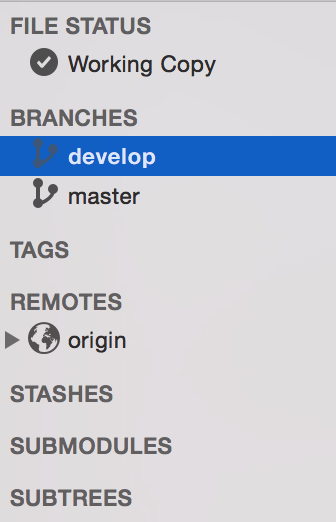 FILE STATUS
Working Copy
BRANCHES
develop
master
TAGS
REMOTES
origin
STASHES
SUBMODULES
SUBTREES